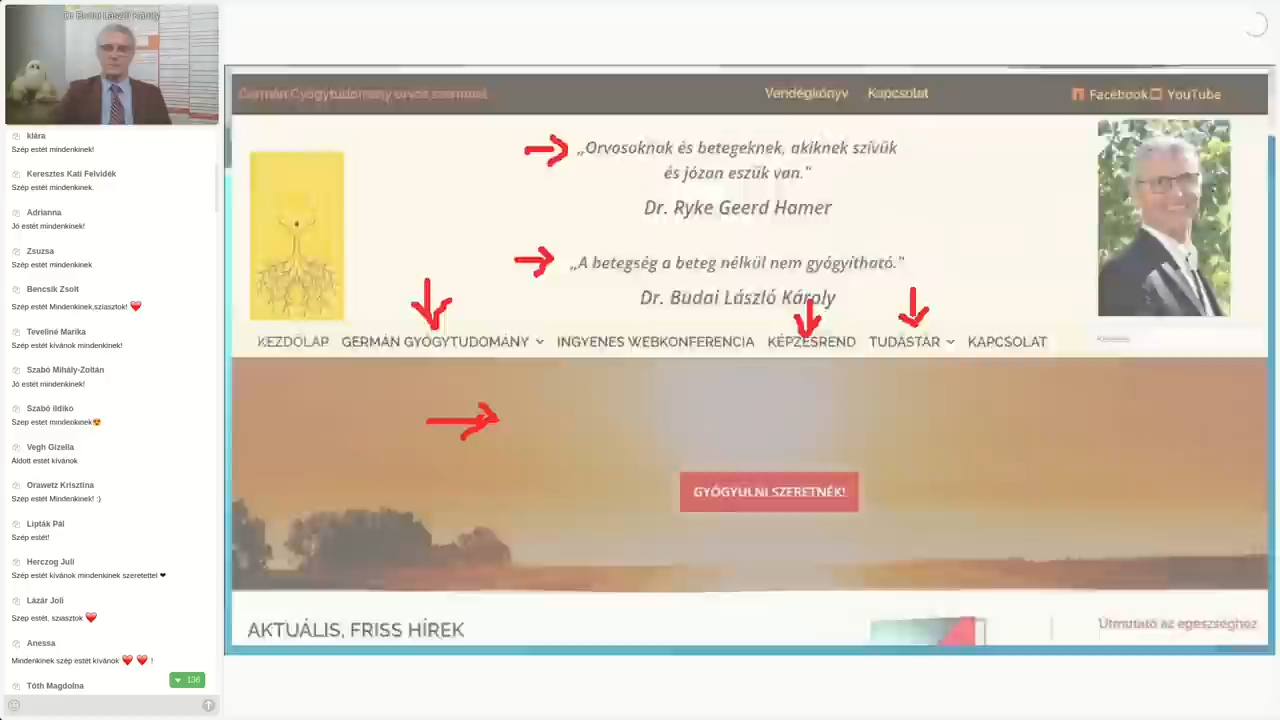 Dr Budai László Károly
klára
Szép estét mindenkinek!
Keresztes Kati Felvidék
Szép estét mindenkinek.
Adrianna
Jó estét mindenkinek!
Zsuzsa
Szép estét mindenkinek
Bencsik Zsolt
Szép estét Mindenkinek,sziasztok!
Teveliné Marika
Szép estét kívánok mindenkinek!
Szabó Mihály-Zoltán
Jó estét mindenkinek!
Szabó ildiko
Szep estet mindenkinek
Vegh Gizella
Áldott estét kívánok
Orawetz Krisztina
Szép estét Mindenkinek! :)
Lipták Pál
Szép estét!
Herczog Juli
Szép estét kívánok mindenkinek szeretettel ❤
Lázár Joli
Szép estét, sziasztok
Anessa
Mindenkinek szép estét kívánok !
Tóth Magdolna
136
Germán Gyógytudomány orvos szemmel
Vendégkönyv Kapcsolat
Facebook YouTube
„Orvosoknak és betegeknek, akiknek szívük
és józan eszük van."
Dr. Ryke Geerd Hamer
„A betegség a beteg nélkül nem gyógyítható."
Dr. Budai László Károly
KEZDŐLAP GERMÁN GYÓGYTUDOMÁNY INGYENES WEBKONFERENCIA KÉPZÉSREND TUDÁSTÁR KAPCSOLAT
GYÓGYULNI SZERETNÉK!
AKTUÁLIS, FRISS HÍREK
Útmutató az egészséghez